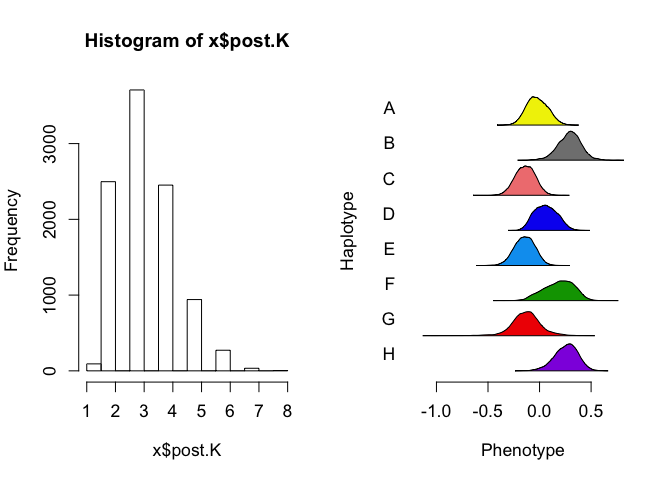 Histogram of x$post.K
Frequency
3000
2000
1000
0
1 2 3 4 5 6 7 8
x$post.K
Haplotype
A
B
C
D
E
F
G
H
-1.0 -0.5 0.0 0.5
Phenotype